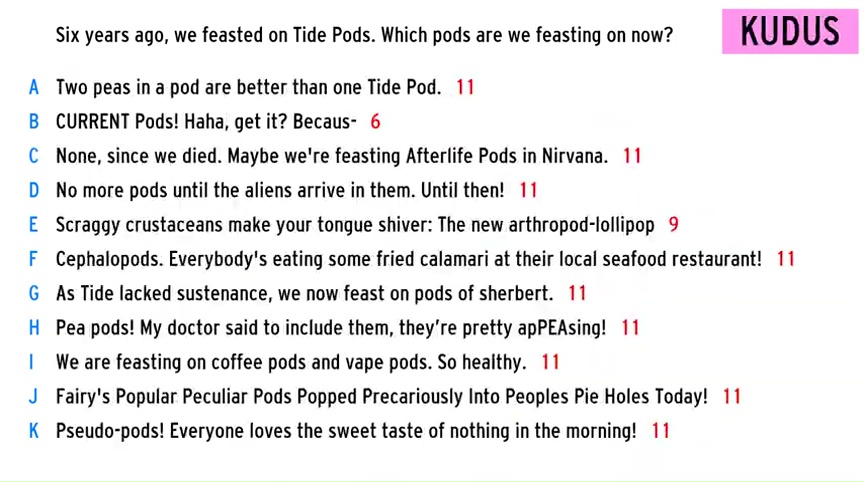 Six years ago, we feasted on Tide Pods. Which pods are we feasting on now?
KUDUS
A Two peas in a pod are better than one Tide Pod. 11
B CURRENT Pods! Haha, get it? Becaus- 6
C None, since we died. Maybe we're feasting Afterlife Pods in Nirvana. 11
D No more pods until the aliens arrive in them. Until then! 11
E Scraggy crustaceans make your tongue shiver: The new arthropod-lollipop 9
F Cephalopods. Everybody's eating some fried calamari at their local seafood restaurant! 11
G As Tide lacked sustenance, we now feast on pods of sherbert. 11
H Pea pods! My doctor said to include them, they're pretty apPEAsing! 11
I We are feasting on coffee pods and vape pods. So healthy. 11
J Fairy's Popular Peculiar Pods Popped Precariously Into Peoples Pie Holes Today! 11
K Pseudo-pods! Everyone loves the sweet taste of nothing in the morning! 11